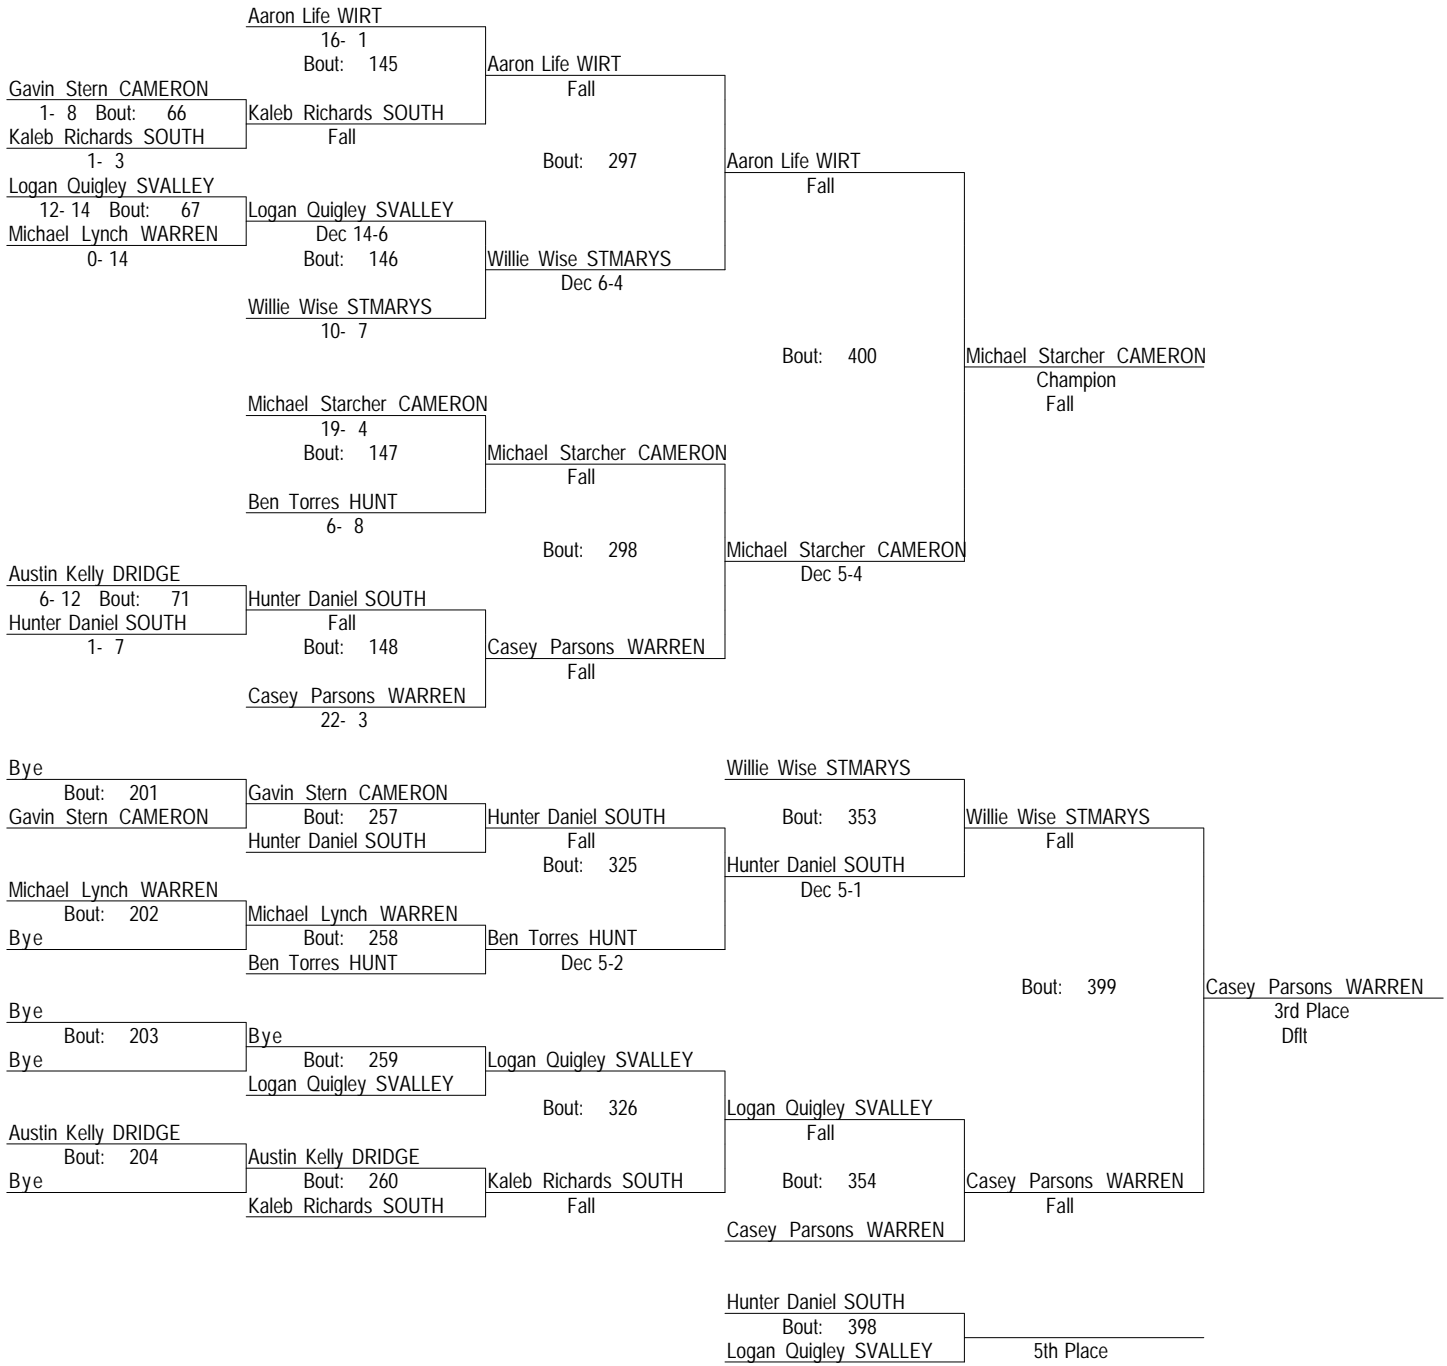 Aaron Life WIRT
16- 1
Bout: 145
Aaron Life WIRT
Fall
Gavin Stern CAMERON
1- 8 Bout: 66
Kaleb Richards SOUTH
Fall
Kaleb Richards SOUTH
1- 3
Bout: 297
Aaron Life WIRT
Fall
Logan Quigley SVALLEY
12- 14 Bout: 67
Logan Quigley SVALLEY
Dec 14-6
Michael Lynch WARREN
0- 14
Bout: 146
Willie Wise STMARYS
Dec 6-4
Willie Wise STMARYS
10- 7
Bout: 400
Michael Starcher CAMERON
Champion
Fall
Michael Starcher CAMERON
19- 4
Bout: 147
Michael Starcher CAMERON
Fall
Ben Torres HUNT
6- 8
Bout: 298
Michael Starcher CAMERON
Dec 5-4
Austin Kelly DRIDGE
6- 12 Bout: 71
Hunter Daniel SOUTH
Fall
Hunter Daniel SOUTH
1- 7
Bout: 148
Casey Parsons WARREN
Fall
Casey Parsons WARREN
22- 3
Bye
Bout: 201
Gavin Stern CAMERON
Gavin Stern CAMERON
Bout: 257
Hunter Daniel SOUTH
Hunter Daniel SOUTH
Fall
Bout: 325
Willie Wise STMARYS
Bout: 353
Hunter Daniel SOUTH
Dec 5-1
Willie Wise STMARYS
Fall
Michael Lynch WARREN
Bout: 202
Bye
Michael Lynch WARREN
Bout: 258
Ben Torres HUNT
Ben Torres HUNT
Dec 5-2
Bout: 399
Casey Parsons WARREN
3rd Place
Dflt
Bye
Bout: 203
Bye
Bye
Bout: 259
Logan Quigley SVALLEY
Logan Quigley SVALLEY
Bout: 326
Logan Quigley SVALLEY
Fall
Austin Kelly DRIDGE
Bout: 204
Bye
Austin Kelly DRIDGE
Bout: 260
Kaleb Richards SOUTH
Kaleb Richards SOUTH
Fall
Bout: 354
Casey Parsons WARREN
Casey Parsons WARREN
Fall
Hunter Daniel SOUTH
Bout: 398
Logan Quigley SVALLEY
5th Place